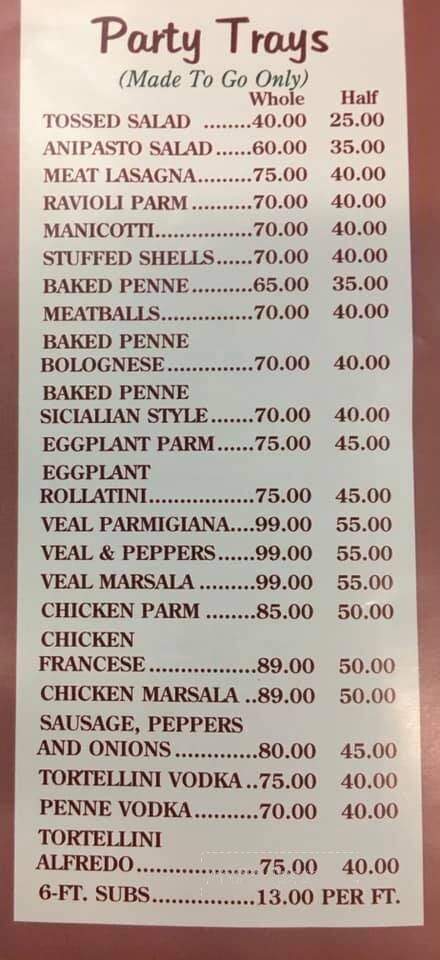 Party Trays
(Made To Go Only)
Whole Half
TOSSED SALAD ........40.00 25.00
ANIPASTO SALAD......60.00 35.00
MEAT LASAGNA.........75.00 40.00
RAVIOLI PARM ..........70.00 40.00
MANICOTTI................70.00 40.00
STUFFED SHELLS......70.00 40.00
BAKED PENNE..........65.00 35.00
MEATBALLS...............70.00 40.00
BAKED PENNE
BOLOGNESE..............70.00 40.00
BAKED PENNE
SICIALIAN STYLE.......70.00 40.00
EGGPLANT PARM......75.00 45.00
EGGPLANT
ROLLATINI..................75.00 45.00
VEAL PARMIGIANA....99.00 55.00
VEAL & PEPPERS......99.00 55.00
VEAL MARSALA .........99.00 55.00
CHICKEN PARM ........85.00 50.00
CHICKEN
FRANCESE.................89.00 50.00
CHICKEN MARSALA ..89.00 50.00
SAUSAGE, PEPPERS
AND ONIONS.............80.00 45.00
TORTELLINI VODKA..75.00 40.00
PENNE VODKA..........70.00 40.00
TORTELLINI
ALFREDO....................75.00 40.00
6-FT. SUBS.................13.00 PER FT.